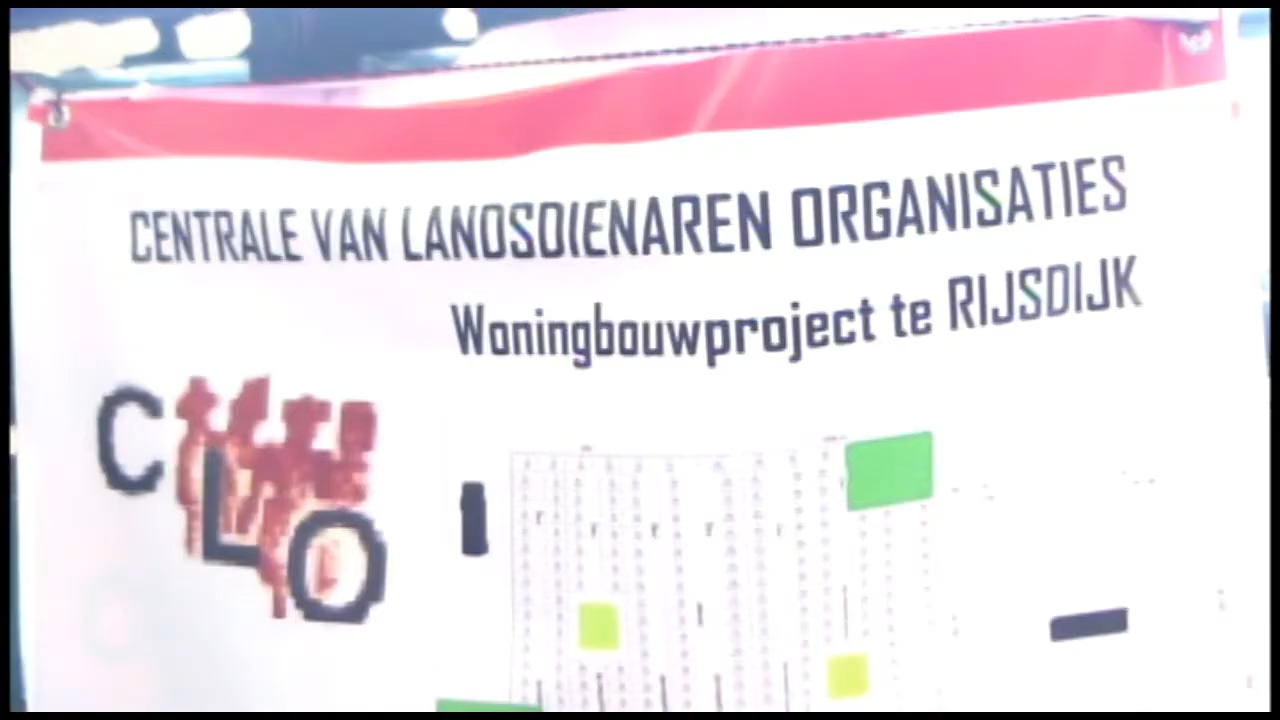 CENTRALE VAN LANDSDIENAREN ORGANISATIES
Woningbouwproject te RIJSDIJK
CLO